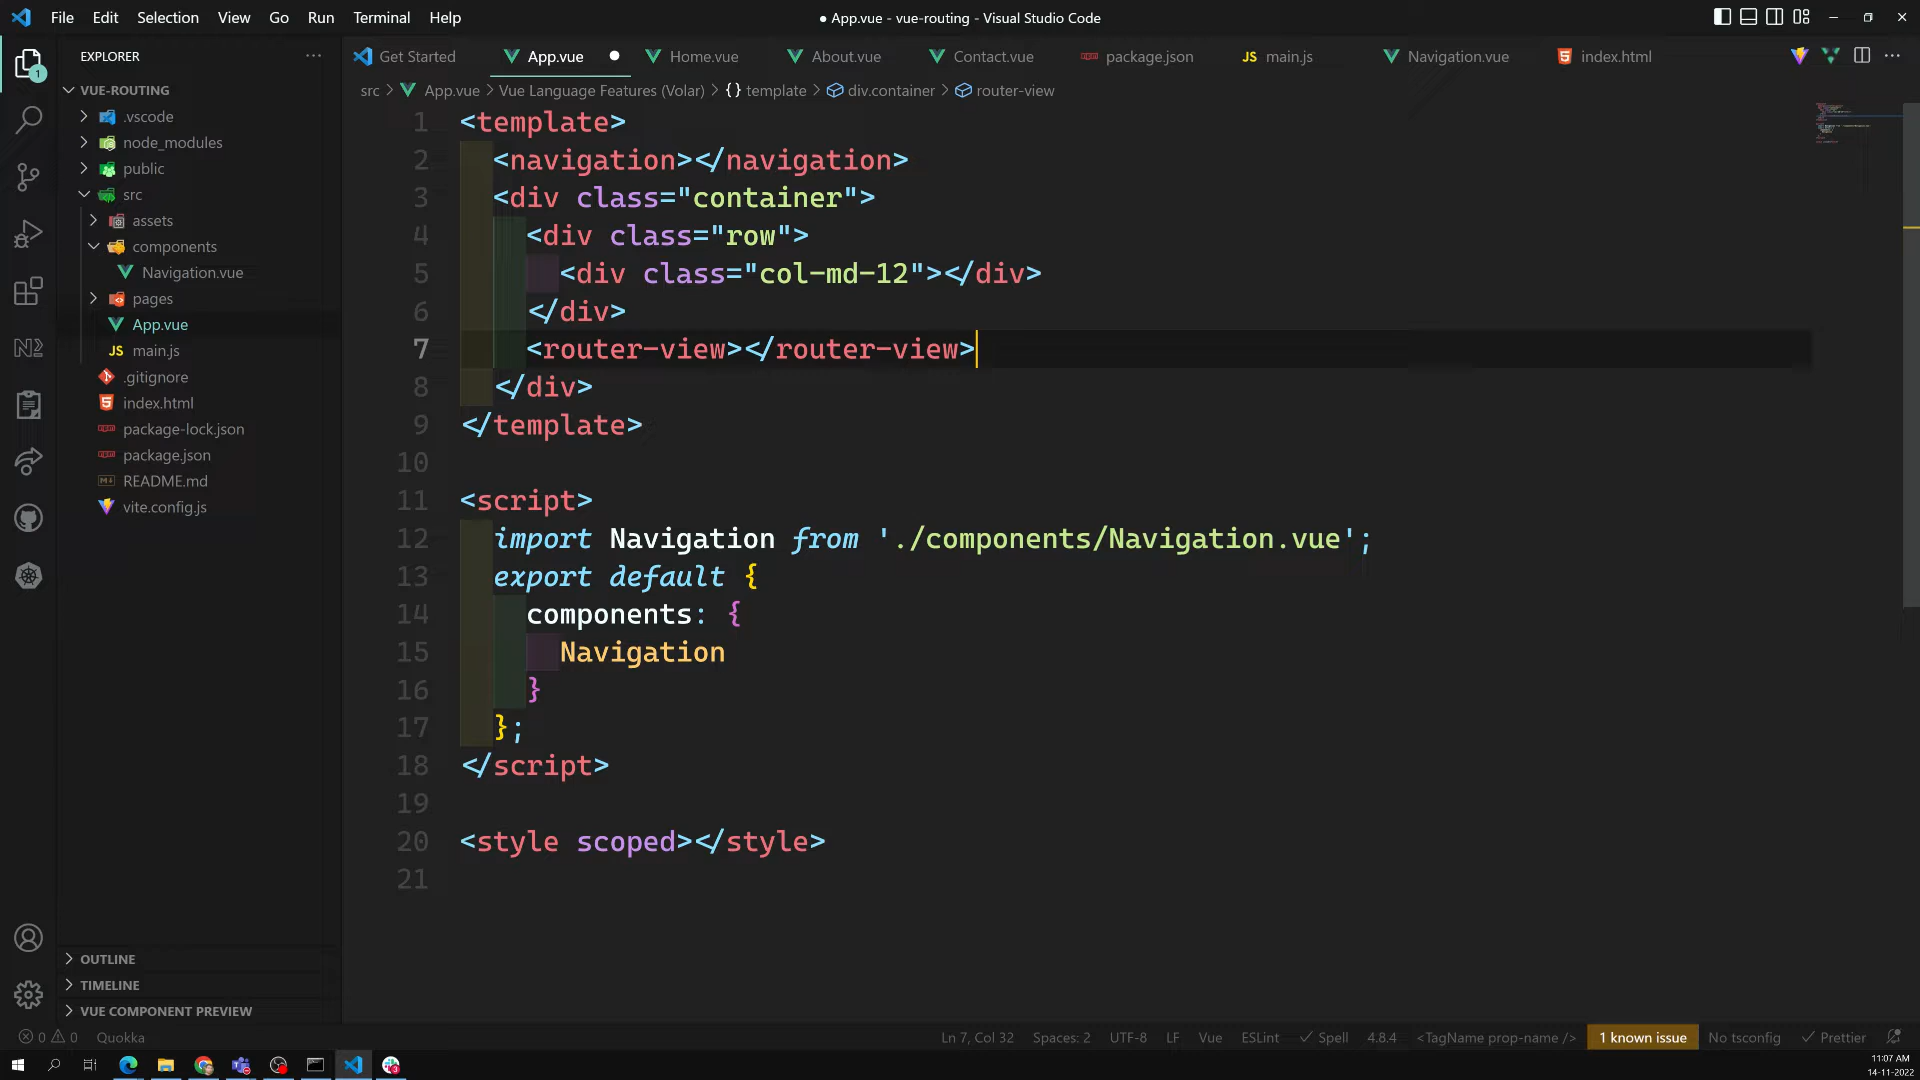 File Edit Selection View Go Run Terminal Help
● App.vue - vue-routing - Visual Studio Code
EXPLORER
Get Started App.vue Home.vue About.vue Contact.vue package.json JS main.js Navigation.vue index.html
VUE-ROUTING
src > App.vue > Vue Language Features (Volar) > {} template > div.container > router-view
.vscode
node_modules
public
src
assets
components
Navigation.vue
pages
App.vue
JS main.js
.gitignore
index.html
package-lock.json
package.json
README.md
vite.config.js
1 <template>
2 <navigation></navigation>
3 <div class="container">
4 <div class="row">
5 <div class="col-md-12"></div>
6 </div>
7 <router-view></router-view>
8 </div>
9 </template>
10
11 <script>
12 import Navigation from './components/Navigation.vue';
13 export default {
14 components: {
15 Navigation
16 }
17 };
18 </script>
19
20 <style scoped></style>
21
OUTLINE
TIMELINE
VUE COMPONENT PREVIEW
0 0 Quokka
Ln 7, Col 32 Spaces: 2 UTF-8 LF Vue ESLint ✓ Spell 4.8.4 <TagName prop-name /> 1 known issue No tsconfig ✓ Prettier
11:07 AM
14-11-2022